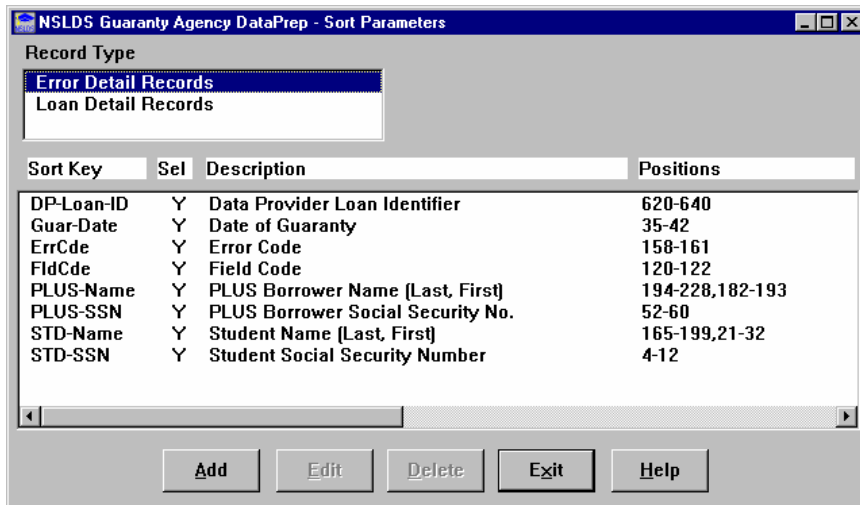 NSLDS Guaranty Agency DataPrep - Sort Parameters
Record Type
Error Detail Records
Loan Detail Records
Sort Key Sel Description Positions
DP-Loan-ID Y Data Provider Loan Identifier 620-640
Guar-Date Y Date of Guaranty 35-42
ErrCde Y Error Code 158-161
FldCde Y Field Code 120-122
PLUS-Name Y PLUS Borrower Name (Last, First) 194-228,182-193
PLUS-SSN Y PLUS Borrower Social Security No. 52-60
STD-Name Y Student Name (Last, First) 165-199,21-32
STD-SSN Y Student Social Security Number 4-12
Add Edit Delete Exit Help